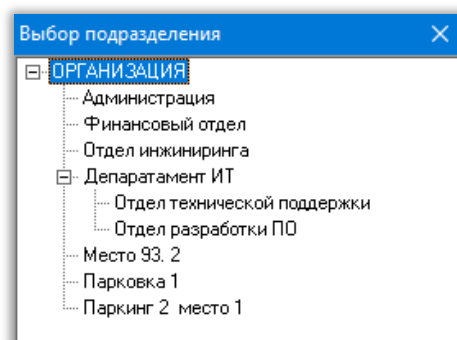 Выбор подразделения
ОРГАНИЗАЦИЯ
Администрация
Финансовый отдел
Отдел инжиниринга
Департамент ИТ
Отдел технической поддержки
Отдел разработки ПО
Место 93. 2
Парковка 1
Паркинг 2 место 1